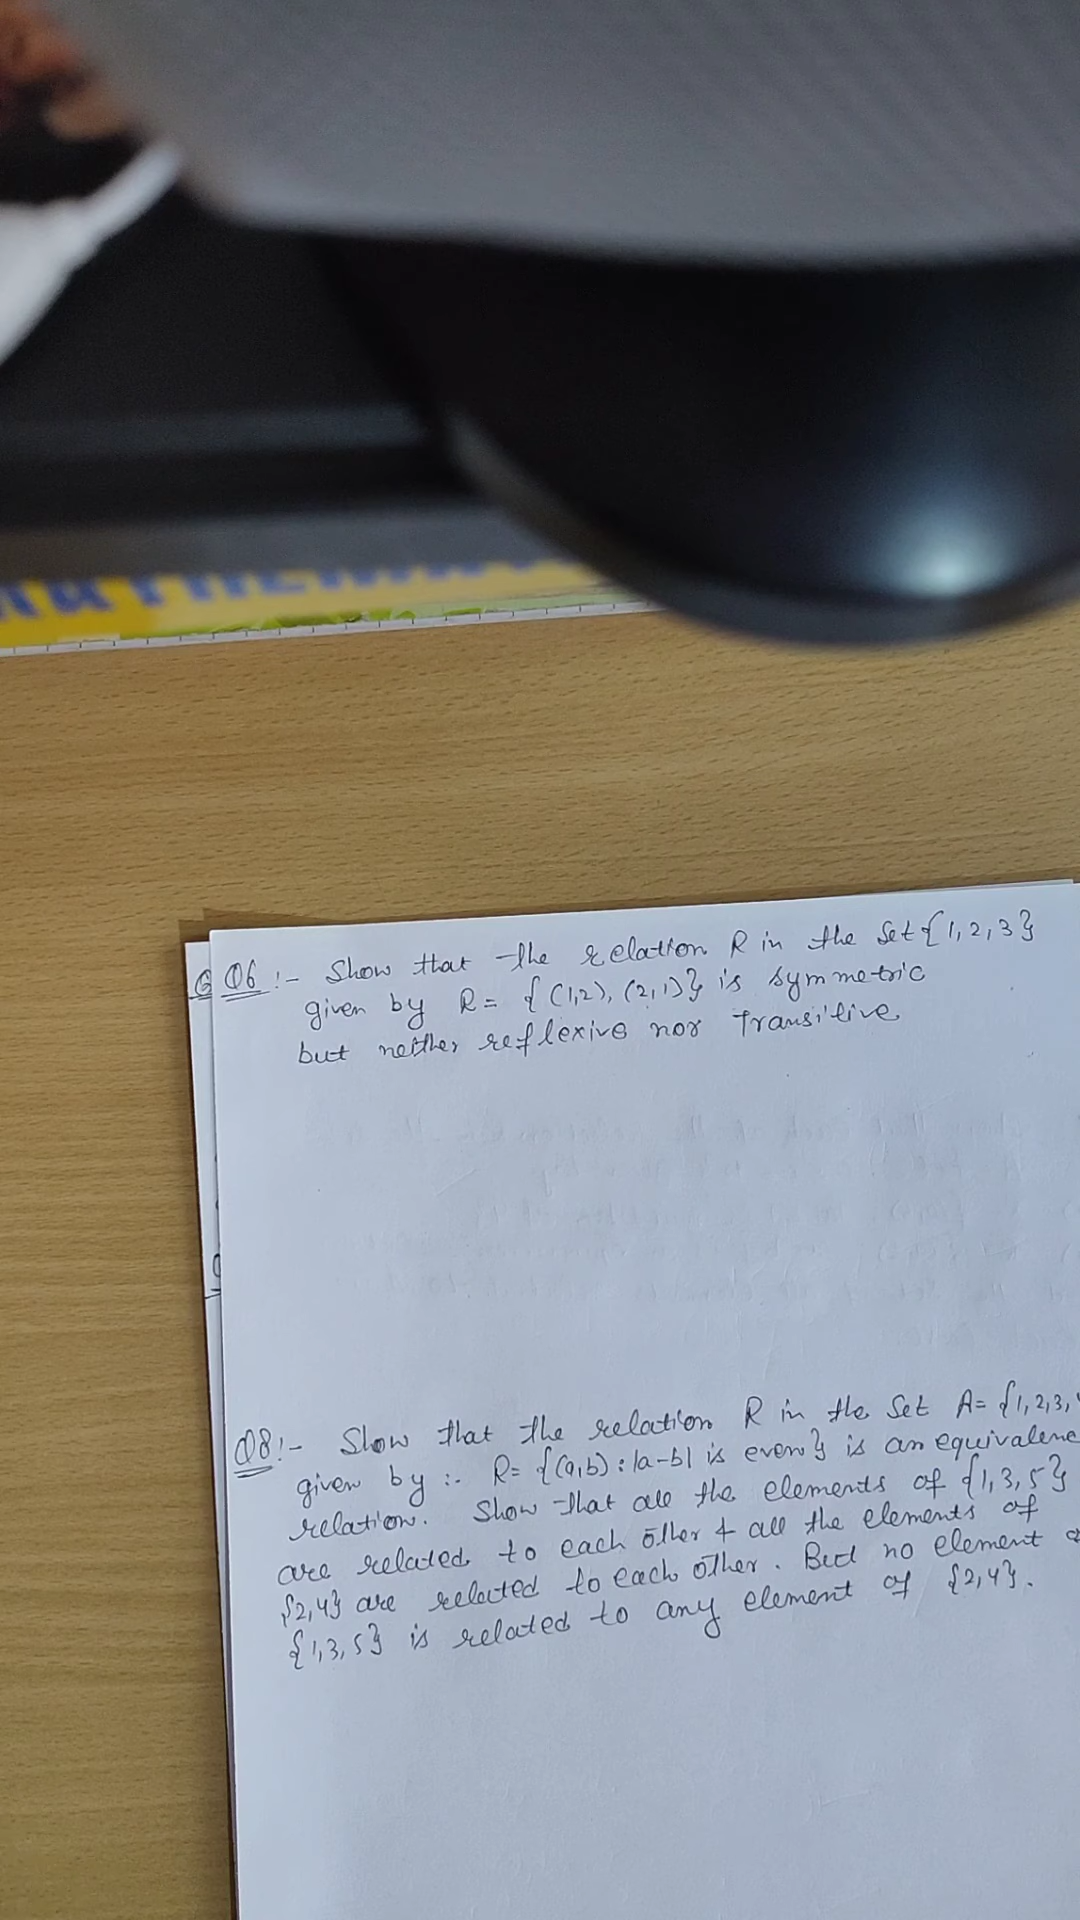 Q6 :- Show that the relation R in the set {1,2,3}
given by R= {(1,2), (2,1)} is symmetric
but neither reflexive nor transitive
Q8:- Show that the relation R in the set A= {1,2,3,
given by :- R= {(a,b) : |a-b| is even} is an equivalence
relation. Show that all the elements of {1,3,5}
are related to each other & all the elements of
{2,4} are related to each other. But no element
{1,3,5} is related to any element of {2,4}.